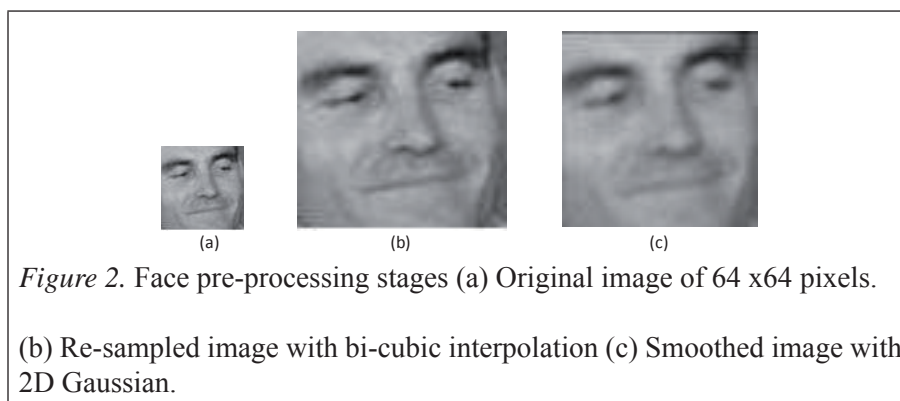 (a) (b) (c)
Figure 2. Face pre-processing stages (a) Original image of 64 x64 pixels.
(b) Re-sampled image with bi-cubic interpolation (c) Smoothed image with
2D Gaussian.